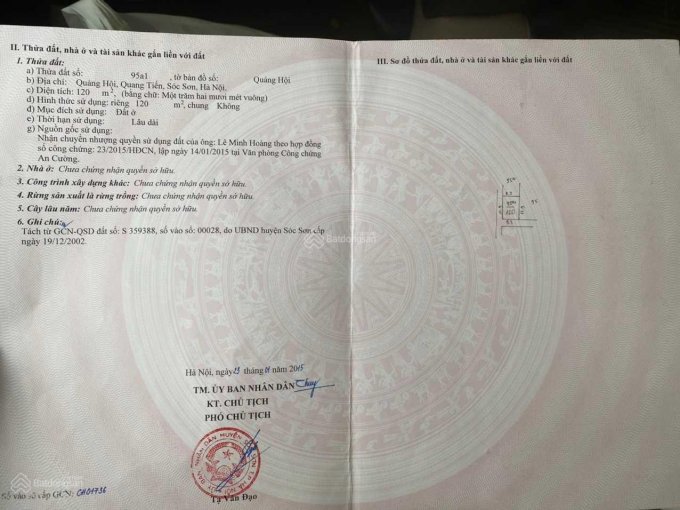 II. Thửa đất, nhà ở và tài sản khác gắn liền với đất
1. Thửa đất:
a) Thửa đất số: 95a1 , tờ bản đồ số: Quảng Hội
b) Địa chỉ: Quảng Hội, Quang Tiến, Sóc Sơn, Hà Nội.
c) Diện tích: 120 m², (bằng chữ: Một trăm hai mươi mét vuông)
d) Hình thức sử dụng: riêng 120 m², chung Không
đ) Mục đích sử dụng: Đất ở
e) Thời hạn sử dụng: Lâu dài
g) Nguồn gốc sử dụng:
Nhận chuyển nhượng quyền sử dụng đất của ông: Lê Minh Hoàng theo hợp đồng
số công chứng: 23/2015/HĐCN, lập ngày 14/01/2015 tại Văn phòng Công chứng
An Cường.
2. Nhà ở: Chưa chứng nhận quyền sở hữu.
3. Công trình xây dựng khác: Chưa chứng nhận quyền sở hữu.
4. Rừng sản xuất là rừng trồng: Chưa chứng nhận quyền sở hữu.
5. Cây lâu năm: Chưa chứng nhận quyền sở hữu.
6. Ghi chú:
Tách từ GCN-QSD đất số: S 359388, số vào sổ: 00028, do UBND huyện Sóc Sơn cấp
ngày 19/12/2002.
Hà Nội, ngày 23 tháng 01 năm 2015
TM. ỦY BAN NHÂN DÂN
KT. CHỦ TỊCH
PHÓ CHỦ TỊCH
Tạ Văn Đạo
Số vào sổ cấp GCN: CH01736
III. Sơ đồ thửa đất, nhà ở và tài sản khác gắn liền với đất
120
95
Batdongsan